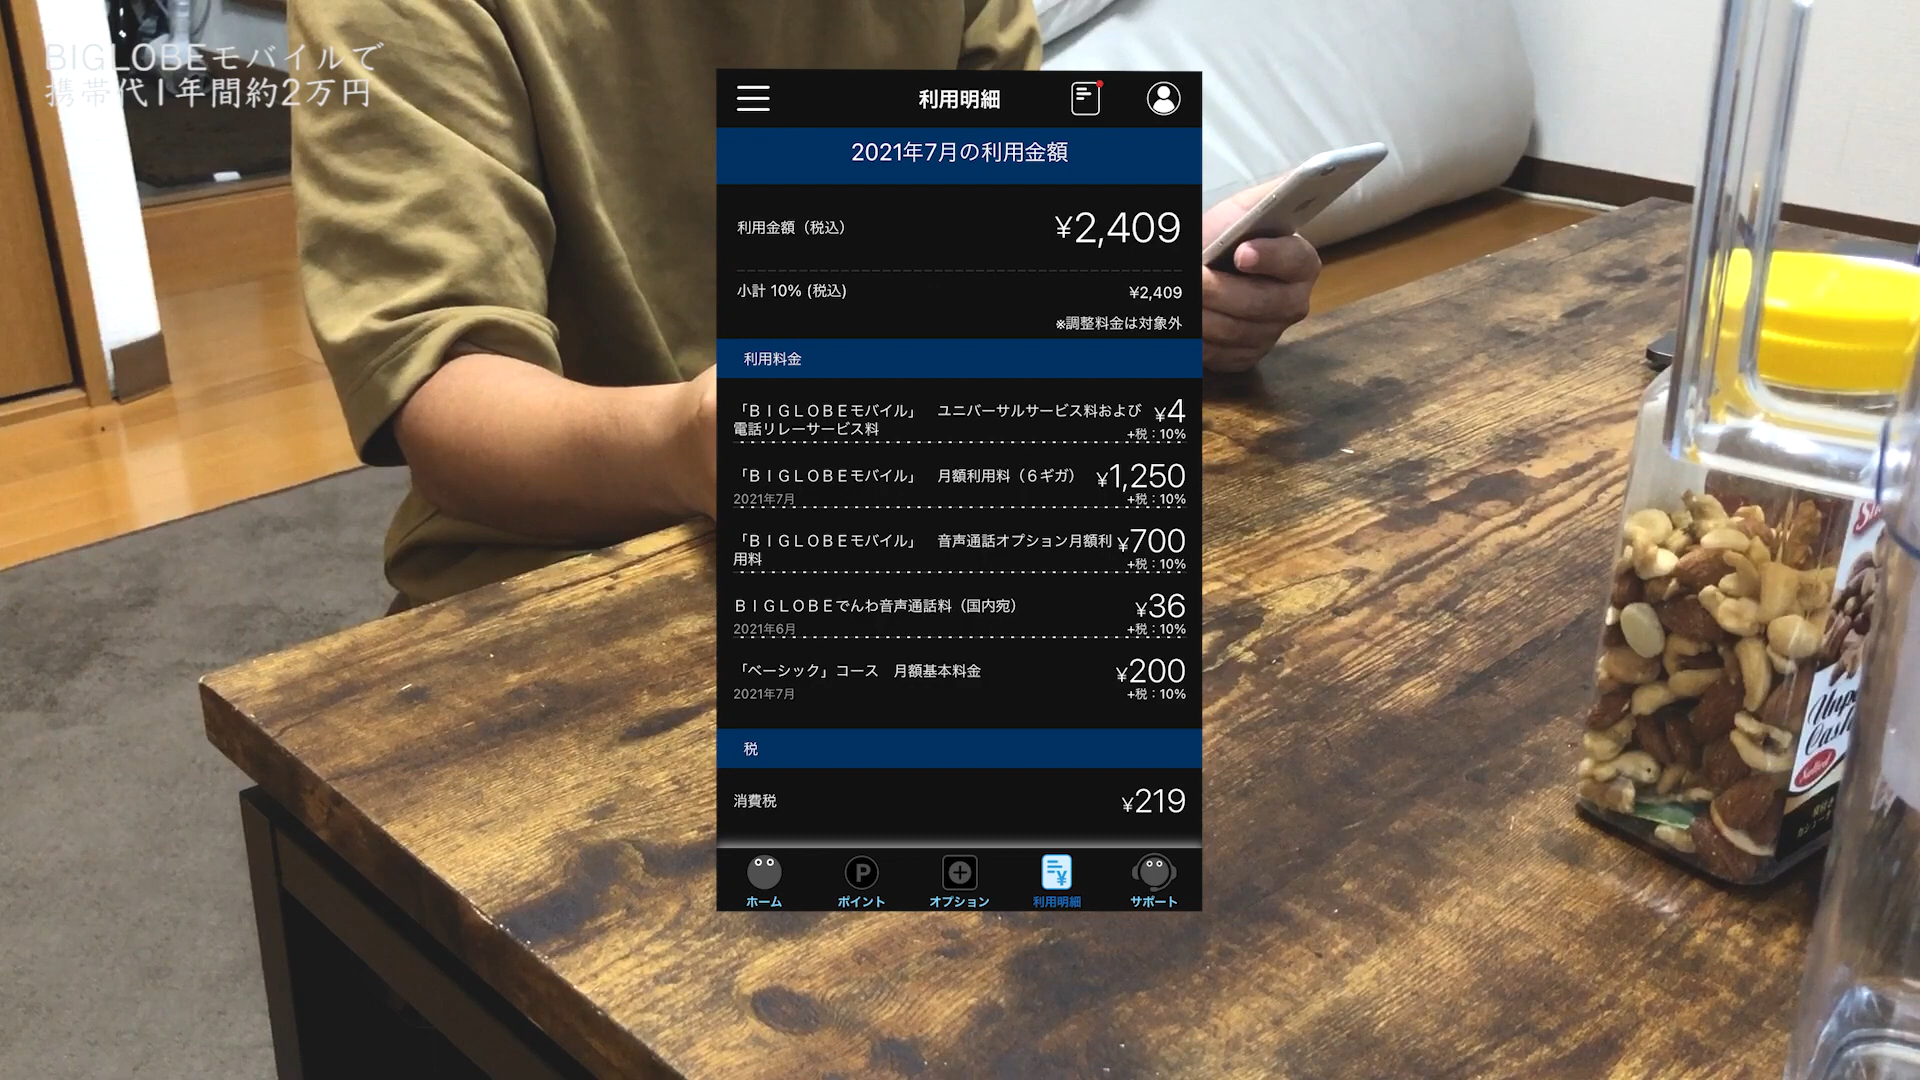 BIGLOBEモバイルで
携帯代1年間約2万円
利用明細
2021年7月の利用金額
利用金額（税込） ¥2,409
小計 10% (税込) ¥2,409
※調整料金は対象外
利用料金
「ＢＩＧＬＯＢＥモバイル」　ユニバーサルサービス料および ¥4
電話リレーサービス料 +税：10%
「ＢＩＧＬＯＢＥモバイル」　月額利用料（６ギガ） ¥1,250
2021年7月 +税：10%
「ＢＩＧＬＯＢＥモバイル」　音声通話オプション月額利 ¥700
用料 +税：10%
ＢＩＧＬＯＢＥでんわ音声通話料（国内宛） ¥36
2021年6月 +税：10%
「ベーシック」コース　月額基本料金 ¥200
2021年7月 +税：10%
税
消費税 ¥219
P
ホーム ポイント オプション 利用明細 サポート
Salted